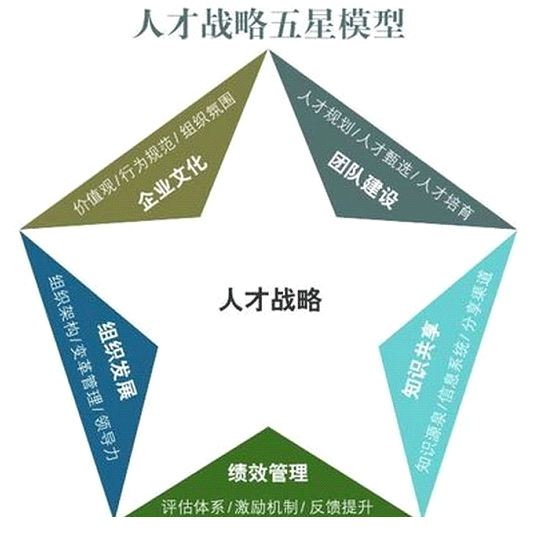 人才战略五星模型
价值观/行为规范/组织氛围
企业文化
人才规划/人才甄选/人才培育
团队建设
人才战略
组织发展
组织架构/变革管理/领导力
知识共享
知识源泉/信息系统/分享渠道
绩效管理
评估体系/激励机制/反馈提升